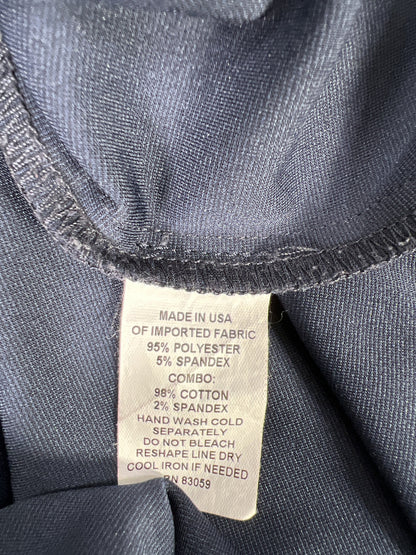 MADE IN USA
OF IMPORTED FABRIC
95% POLYESTER
5% SPANDEX
COMBO:
98% COTTON
2% SPANDEX
HAND WASH COLD
SEPARATELY
DO NOT BLEACH
RESHAPE LINE DRY
COOL IRON IF NEEDED
RN 83059